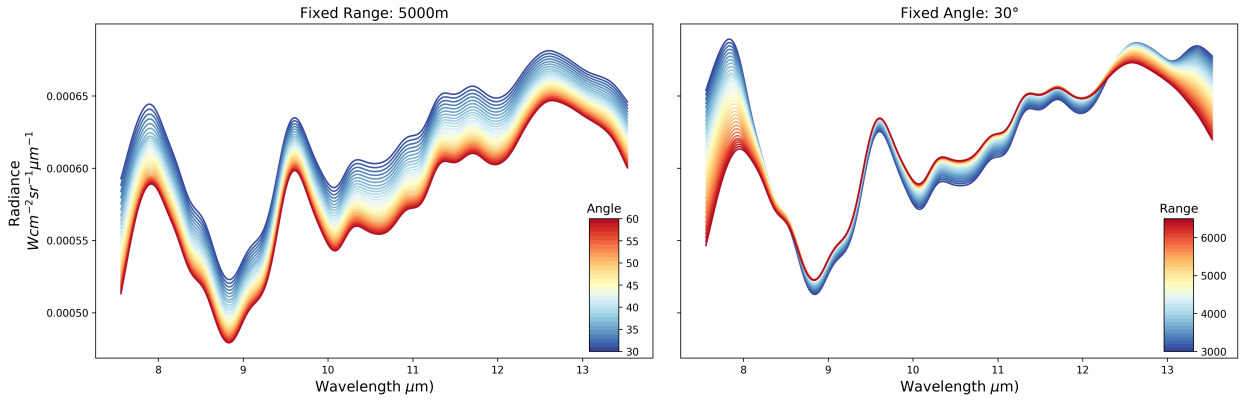 Fixed Range: 5000m
Radiance
Wcm⁻²sr⁻¹μm⁻¹
0.00065
0.00060
0.00055
0.00050
8 9 10 11 12 13
Wavelength μm)
Angle
60
55
50
45
40
35
30
Fixed Angle: 30°
8 9 10 11 12 13
Wavelength μm)
Range
6000
5000
4000
3000